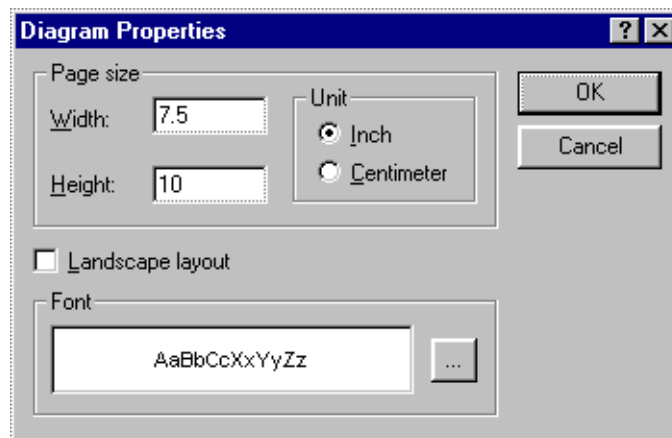 Diagram Properties ? X
Page size
Width: 7.5
Unit
Inch
Height: 10
Centimeter
OK
Cancel
Landscape layout
Font
AaBbCcXxYyZz ...